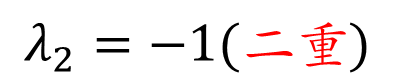 λ₂ = −1(二重)